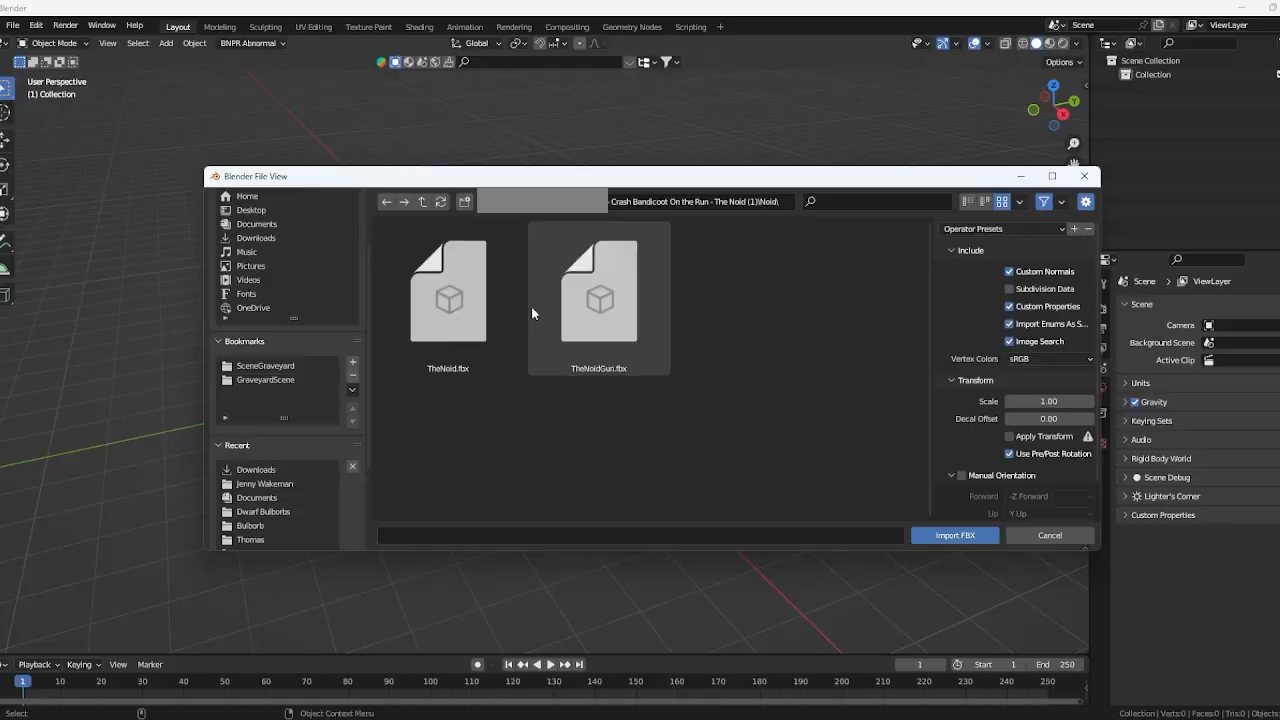 Blender
File Edit Render Window Help Layout Modeling Sculpting UV Editing Texture Paint Shading Animation Rendering Compositing Geometry Nodes Scripting + Scene ViewLayer
Object Mode View Select Add Object BNPR Abnormal Global
Options
User Perspective
(1) Collection
Scene Collection
Collection
Blender File View
Crash Bandicoot On the Run - The Noid (1)\Noid\
Home
Desktop
Documents
Downloads
Music
Pictures
Videos
Fonts
OneDrive
Bookmarks
SceneGraveyard
GraveyardScene
Recent
Downloads
Jenny Wakeman
Documents
Dwarf Bulborbs
Bulborb
Thomas
TheNoid.fbx
TheNoidGun.fbx
Operator Presets
Include
Custom Normals
Subdivision Data
Custom Properties
Import Enums As S...
Image Search
Vertex Colors sRGB
Transform
Scale 1.00
Decal Offset 0.00
Apply Transform
Use Pre/Post Rotation
Manual Orientation
Forward -Z Forward
Up Y Up
Import FBX Cancel
Scene ViewLayer
Scene
Camera
Background Scene
Active Clip
Units
Gravity
Keying Sets
Audio
Rigid Body World
Scene Debug
Lighter's Corner
Custom Properties
Playback Keying View Marker 1 Start 1 End 250
1 10 20 30 40 50 60 70 80 90 100 110 120 130 140 150 160 170 180 190 200 210 220 230 240 250
Select Object Context Menu Collection | Verts:0 | Faces:0 | Tris:0 | Objects: